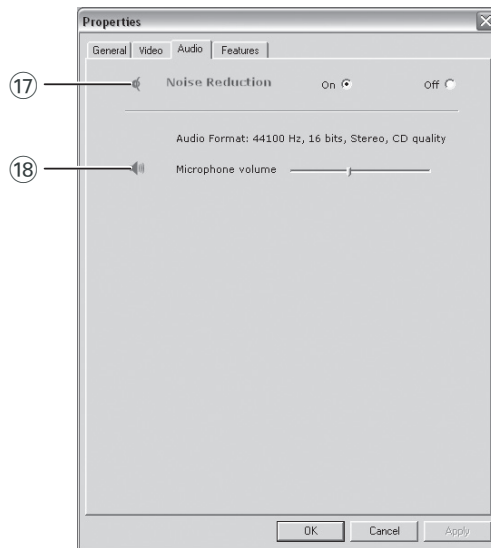 Properties
General Video Audio Features
⑰ Noise Reduction On Off
Audio Format: 44100 Hz, 16 bits, Stereo, CD quality
⑱ Microphone volume
OK Cancel Apply